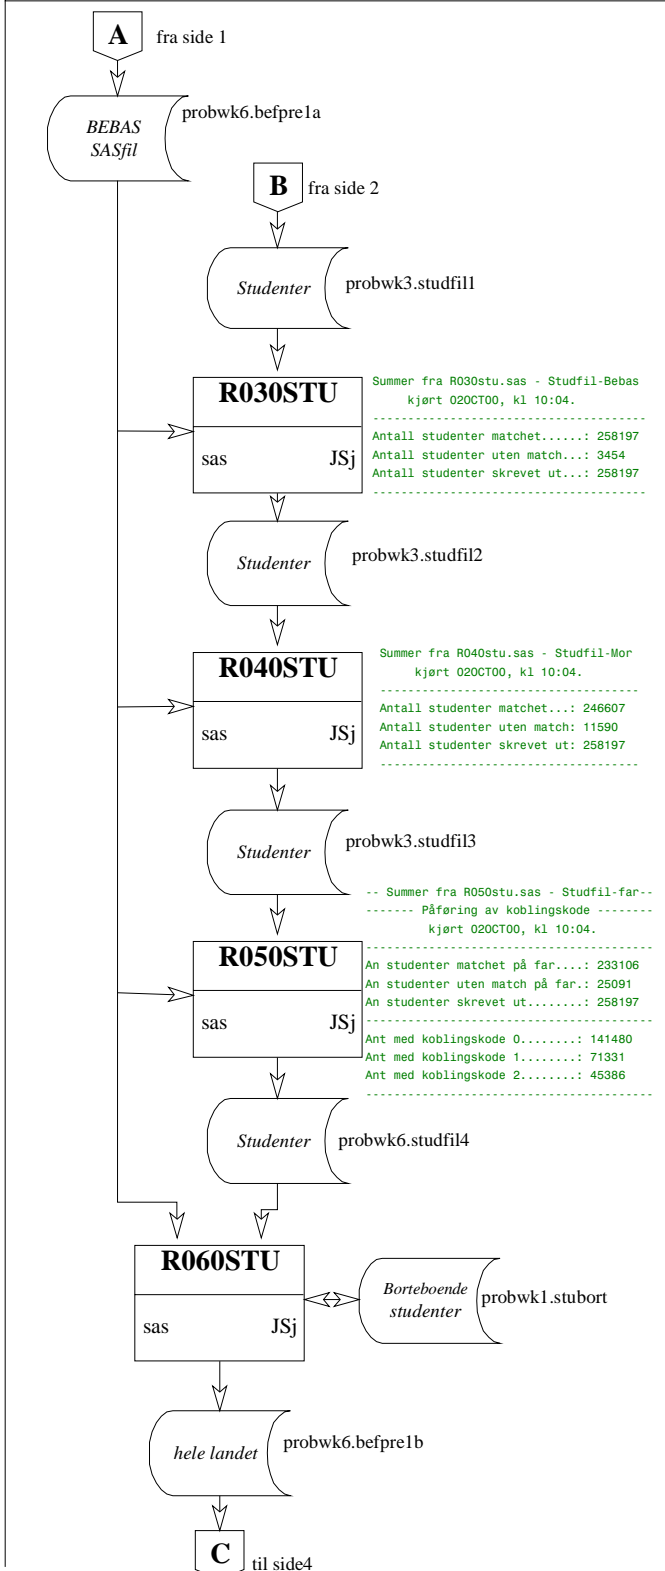 A
fra side 1
probwk6.befpre1a
BEBAS
SASfil
B
fra side 2
Studenter
probwk3.studfil1
R030STU
sas
JSj
Summer fra R030stu.sas - Studfil-Bebas
kjørt 02OCT00, kl 10:04.
---------------------------------------
Antall studenter matchet......: 258197
Antall studenter uten match...: 3454
Antall studenter skrevet ut...: 258197
---------------------------------------
Studenter
probwk3.studfil2
R040STU
sas
JSj
Summer fra R040stu.sas - Studfil-Mor
kjørt 02OCT00, kl 10:04.
-------------------------------------
Antall studenter matchet...: 246607
Antall studenter uten match: 11590
Antall studenter skrevet ut: 258197
-------------------------------------
Studenter
probwk3.studfil3
-- Summer fra R050stu.sas - Studfil-far--
------- Påføring av koblingskode --------
kjørt 02OCT00, kl 10:04.
-----------------------------------------
An studenter matchet på far....: 233106
An studenter uten match på far.: 25091
An studenter skrevet ut........: 258197
-----------------------------------------
Ant med koblingskode 0........: 141480
Ant med koblingskode 1........: 71331
Ant med koblingskode 2........: 45386
-----------------------------------------
R050STU
sas
JSj
Studenter
probwk6.studfil4
R060STU
sas
JSj
Borteboende
studenter
probwk1.stubort
hele landet
probwk6.befpre1b
C
til side4